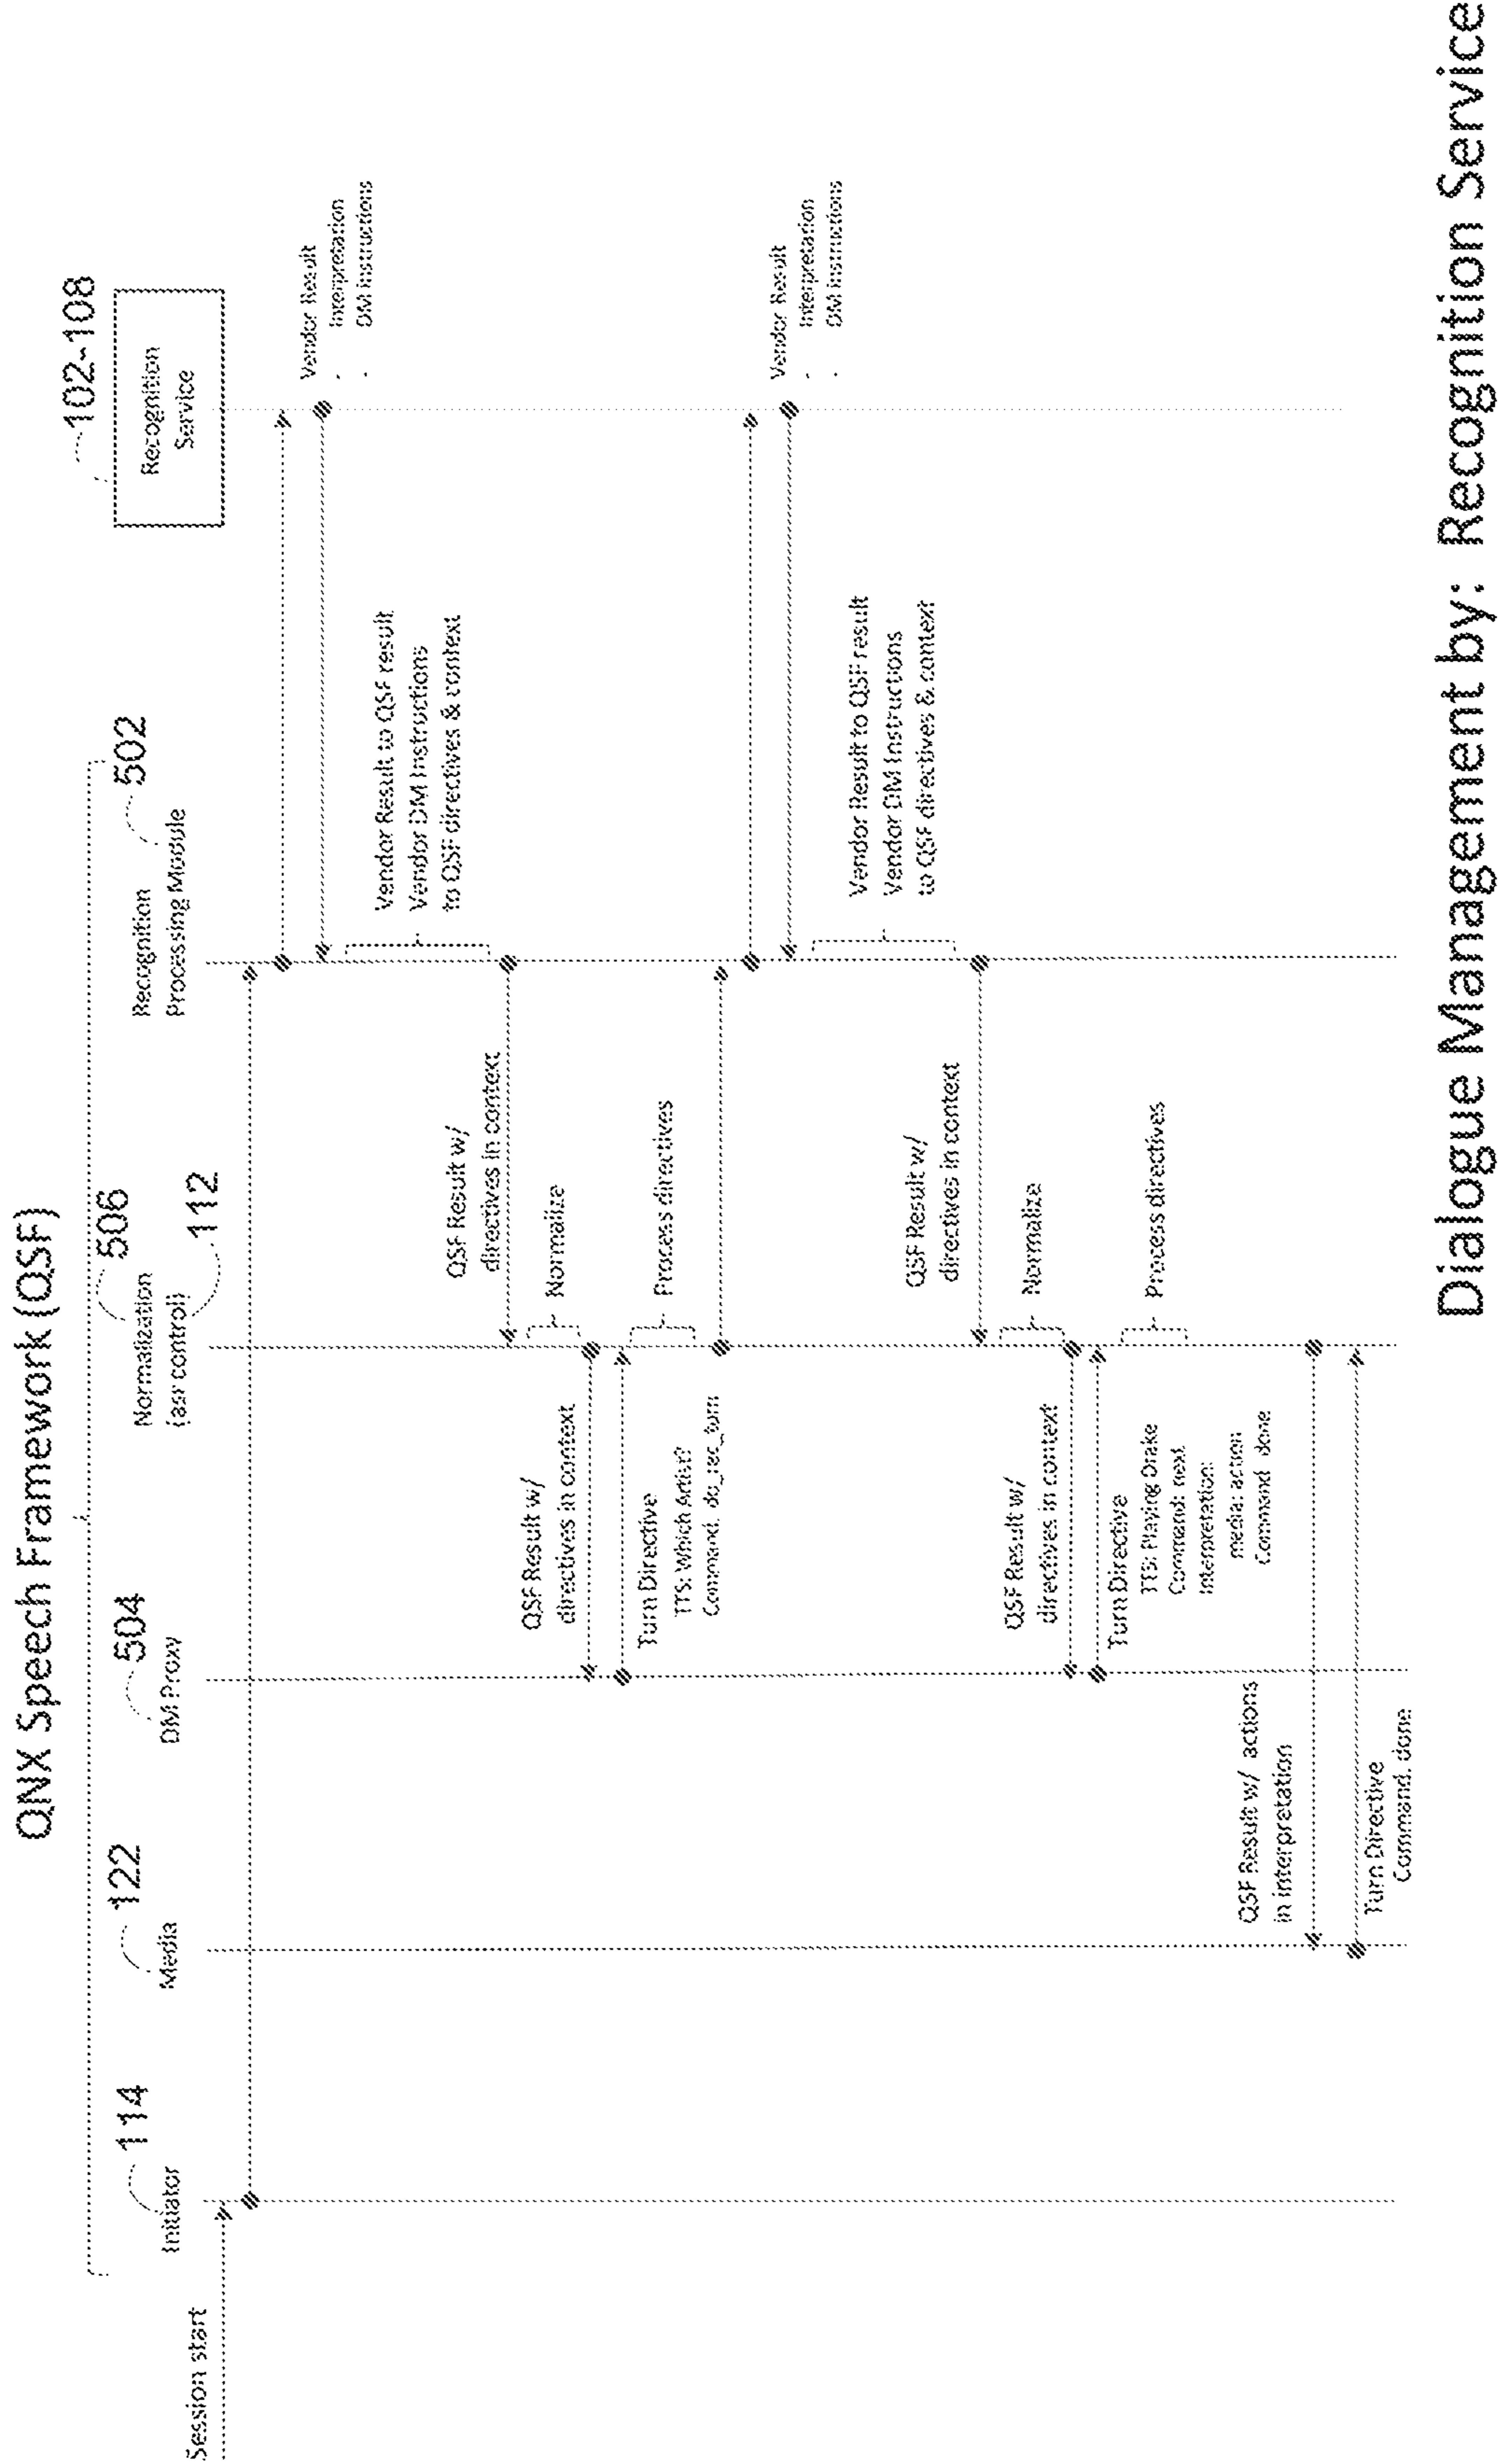 QNX Speech Framework (QSF)
114
Initiator
122
Media
504
DM Proxy
506
Normalization
(asr control)
112
502
Recognition
Processing Module
102-108
Recognition
Service
Session start
Vendor Result
Interpretation
DM instructions
Vendor Result to QSF result
Vendor DM Instructions
to QSF directives & context
QSF Result w/
directives in context
Normalize
QSF Result w/
directives in context
Turn Directive
TTS: Which Artist?
Command: do_rec_turn
Process directives
Vendor Result
Interpretation
DM instructions
Vendor Result to QSF result
Vendor DM Instructions
to QSF directives & context
QSF Result w/
directives in context
Normalize
QSF Result w/
directives in context
Turn Directive
TTS: Playing Drake
Command: next
Interpretation:
media: action
Command: done
Process directives
QSF Result w/ actions
in interpretation
Turn Directive
Command: done
Dialogue Management by: Recognition Service